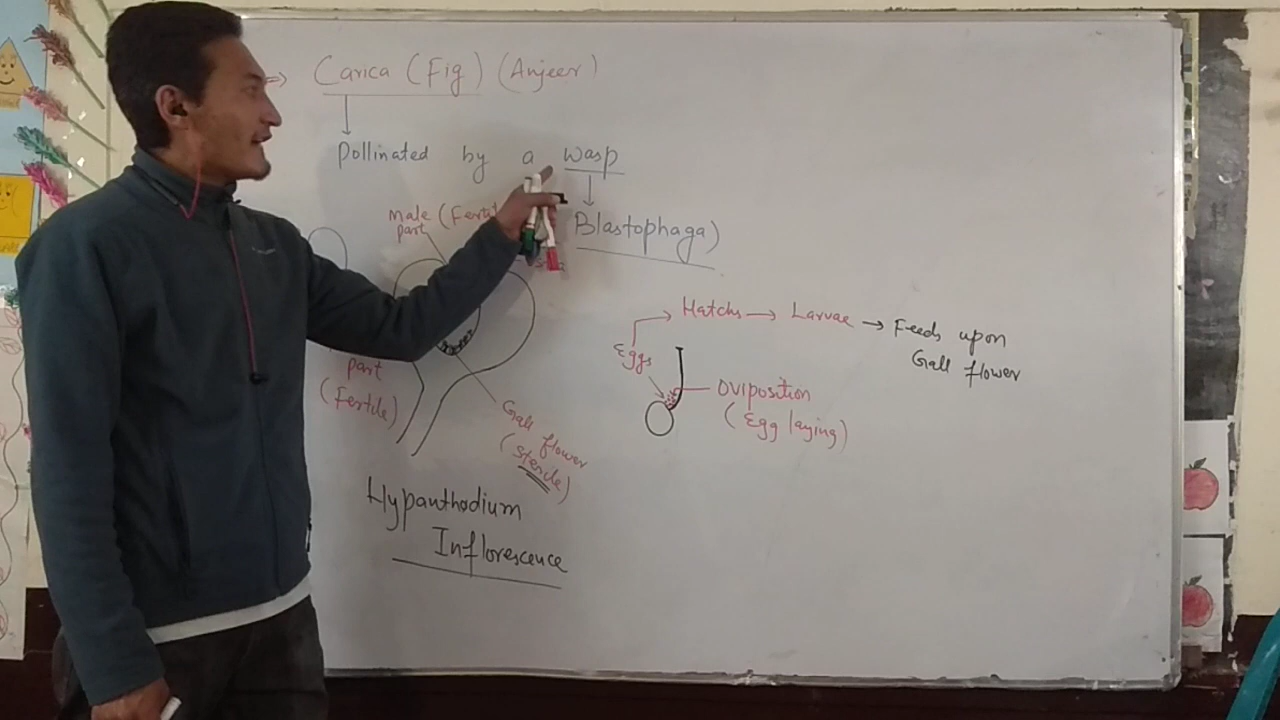 => Carica (Fig) (Anjeer)
Pollinated by a wasp
Blastophaga)
male (Ferti
part
Hatchs → Larvae → Feeds upon
Gall flower
Eggs
Oviposition
(Egg laying)
part
(Fertile)
Gall flower
(sterile)
Hypanthodium
Inflorescence